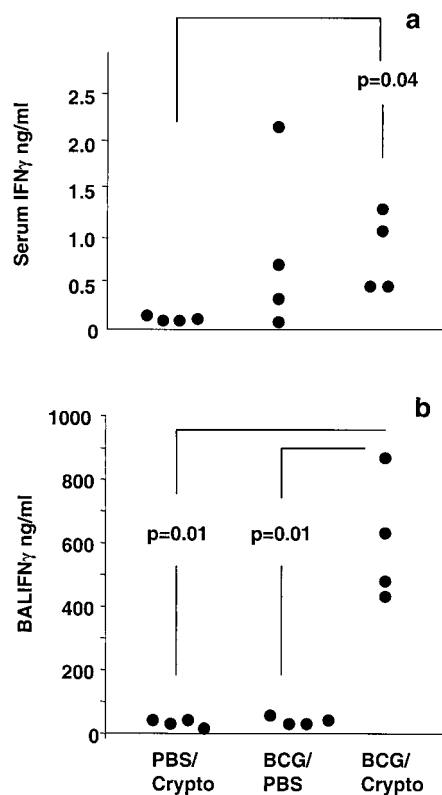 a
p=0.04
Serum IFNγ ng/ml
2.5
2.0
1.5
1.0
0.5
0
b
1000
800
600
400
200
0
BALIFNγ ng/ml
p=0.01 p=0.01
PBS/ BCG/ BCG/
Crypto PBS Crypto